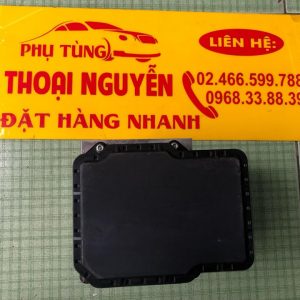 PHỤ TÙNG
LIÊN HỆ:
THOẠI NGUYỄN
02.466.599.788
0968.33.88.39
ĐẶT HÀNG NHANH